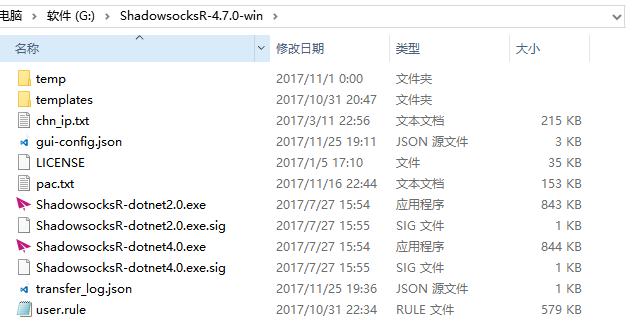 电脑 › 软件 (G:) › ShadowsocksR-4.7.0-win ›
名称 修改日期 类型 大小
temp 2017/11/1 0:00 文件夹
templates 2017/10/31 20:47 文件夹
chn_ip.txt 2017/3/11 22:56 文本文档 215 KB
gui-config.json 2017/11/25 19:11 JSON 源文件 3 KB
LICENSE 2017/1/5 17:10 文件 35 KB
pac.txt 2017/11/16 22:44 文本文档 153 KB
ShadowsocksR-dotnet2.0.exe 2017/7/27 15:54 应用程序 843 KB
ShadowsocksR-dotnet2.0.exe.sig 2017/7/27 15:55 SIG 文件 1 KB
ShadowsocksR-dotnet4.0.exe 2017/7/27 15:54 应用程序 844 KB
ShadowsocksR-dotnet4.0.exe.sig 2017/7/27 15:55 SIG 文件 1 KB
transfer_log.json 2017/11/25 19:36 JSON 源文件 1 KB
user.rule 2017/10/31 22:34 RULE 文件 579 KB